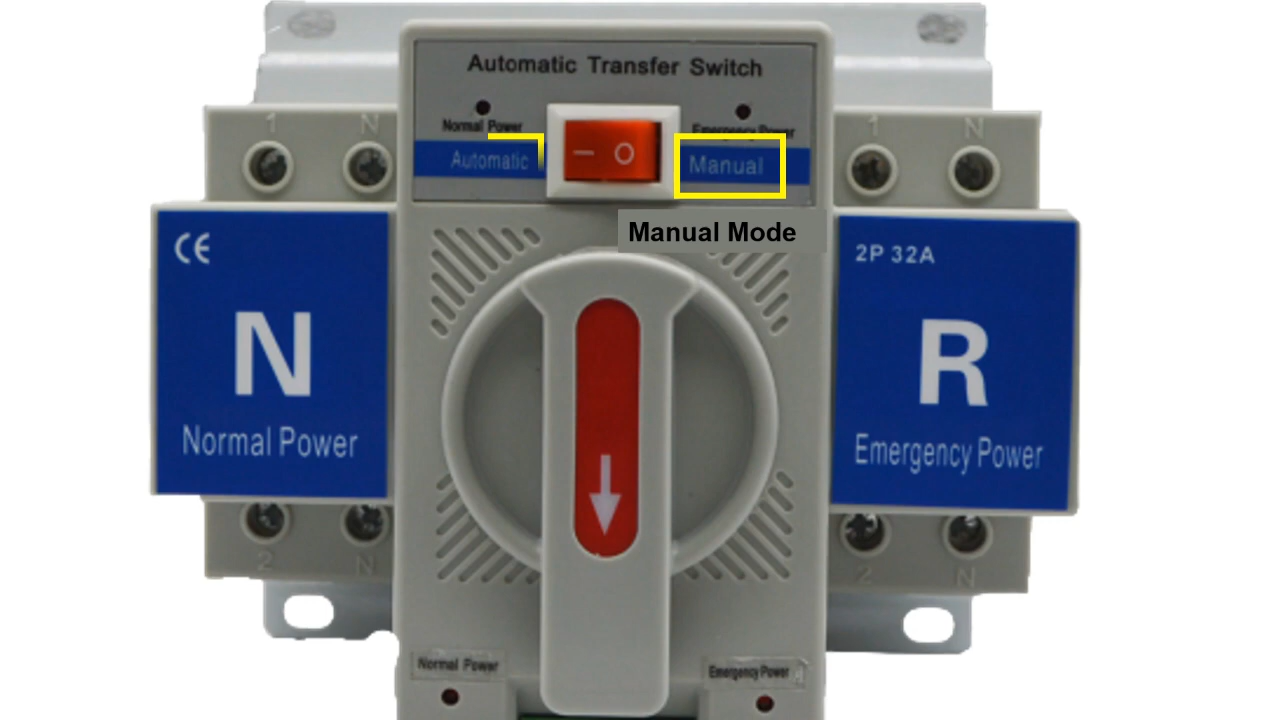 Automatic Transfer Switch
Normal Power
Emergency Power
Automatic
— O
Manual
Manual Mode
1 N
1 N
CE
2P 32A
N
R
Normal Power
Emergency Power
2 N
2 N
Normal Power
Emergency Power